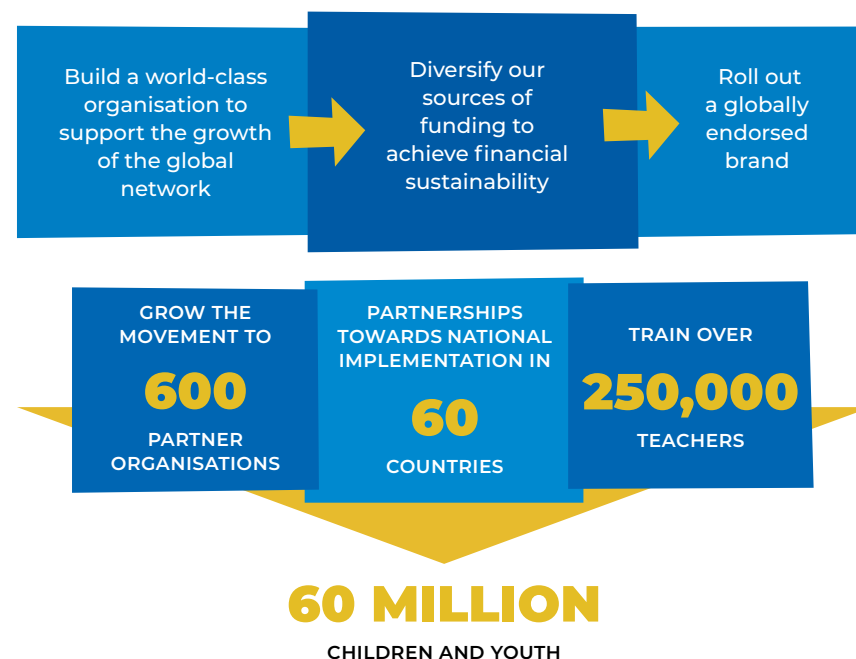 Build a world-class
organisation to
support the growth
of the global
network
Diversify our
sources of
funding to
achieve financial
sustainability
Roll out
a globally
endorsed
brand
GROW THE
MOVEMENT TO
600
PARTNER
ORGANISATIONS
PARTNERSHIPS
TOWARDS NATIONAL
IMPLEMENTATION IN
60
COUNTRIES
TRAIN OVER
250,000
TEACHERS
60 MILLION
CHILDREN AND YOUTH